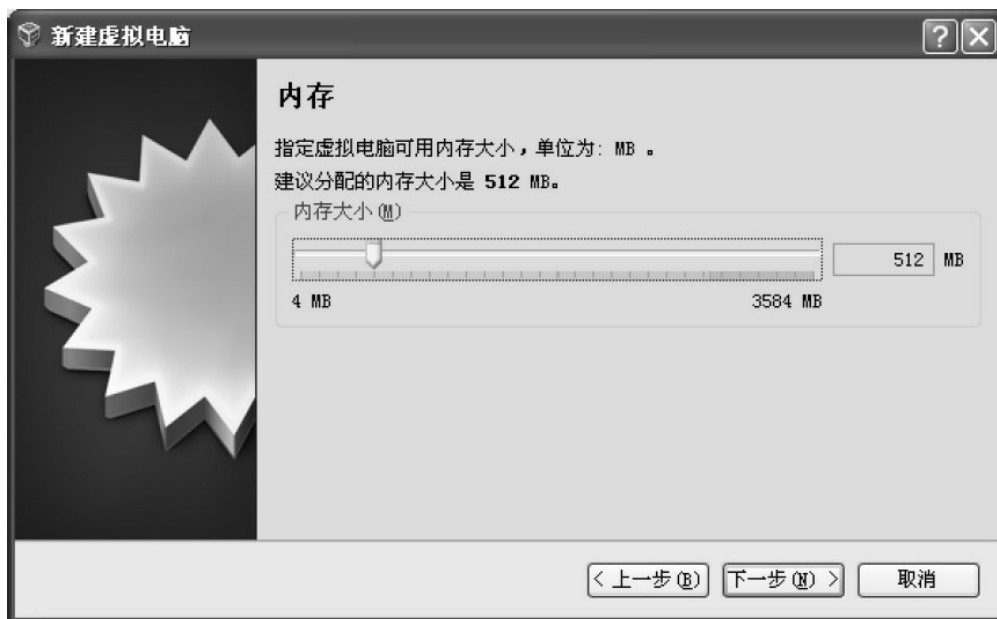 新建虚拟电脑
内存
指定虚拟电脑可用内存大小，单位为: MB 。
建议分配的内存大小是 512 MB。
内存大小(M)
512 MB
4 MB 3584 MB
< 上一步(B) 下一步(N) > 取消